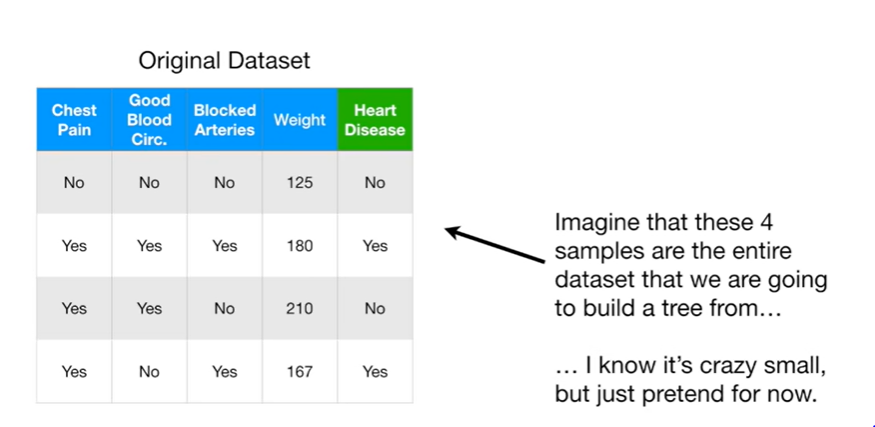 Original Dataset
Chest Pain
Good Blood Circ.
Blocked Arteries
Weight
Heart Disease
No No No 125 No
Yes Yes Yes 180 Yes
Yes Yes No 210 No
Yes No Yes 167 Yes
Imagine that these 4
samples are the entire
dataset that we are going
to build a tree from…
… I know it’s crazy small,
but just pretend for now.